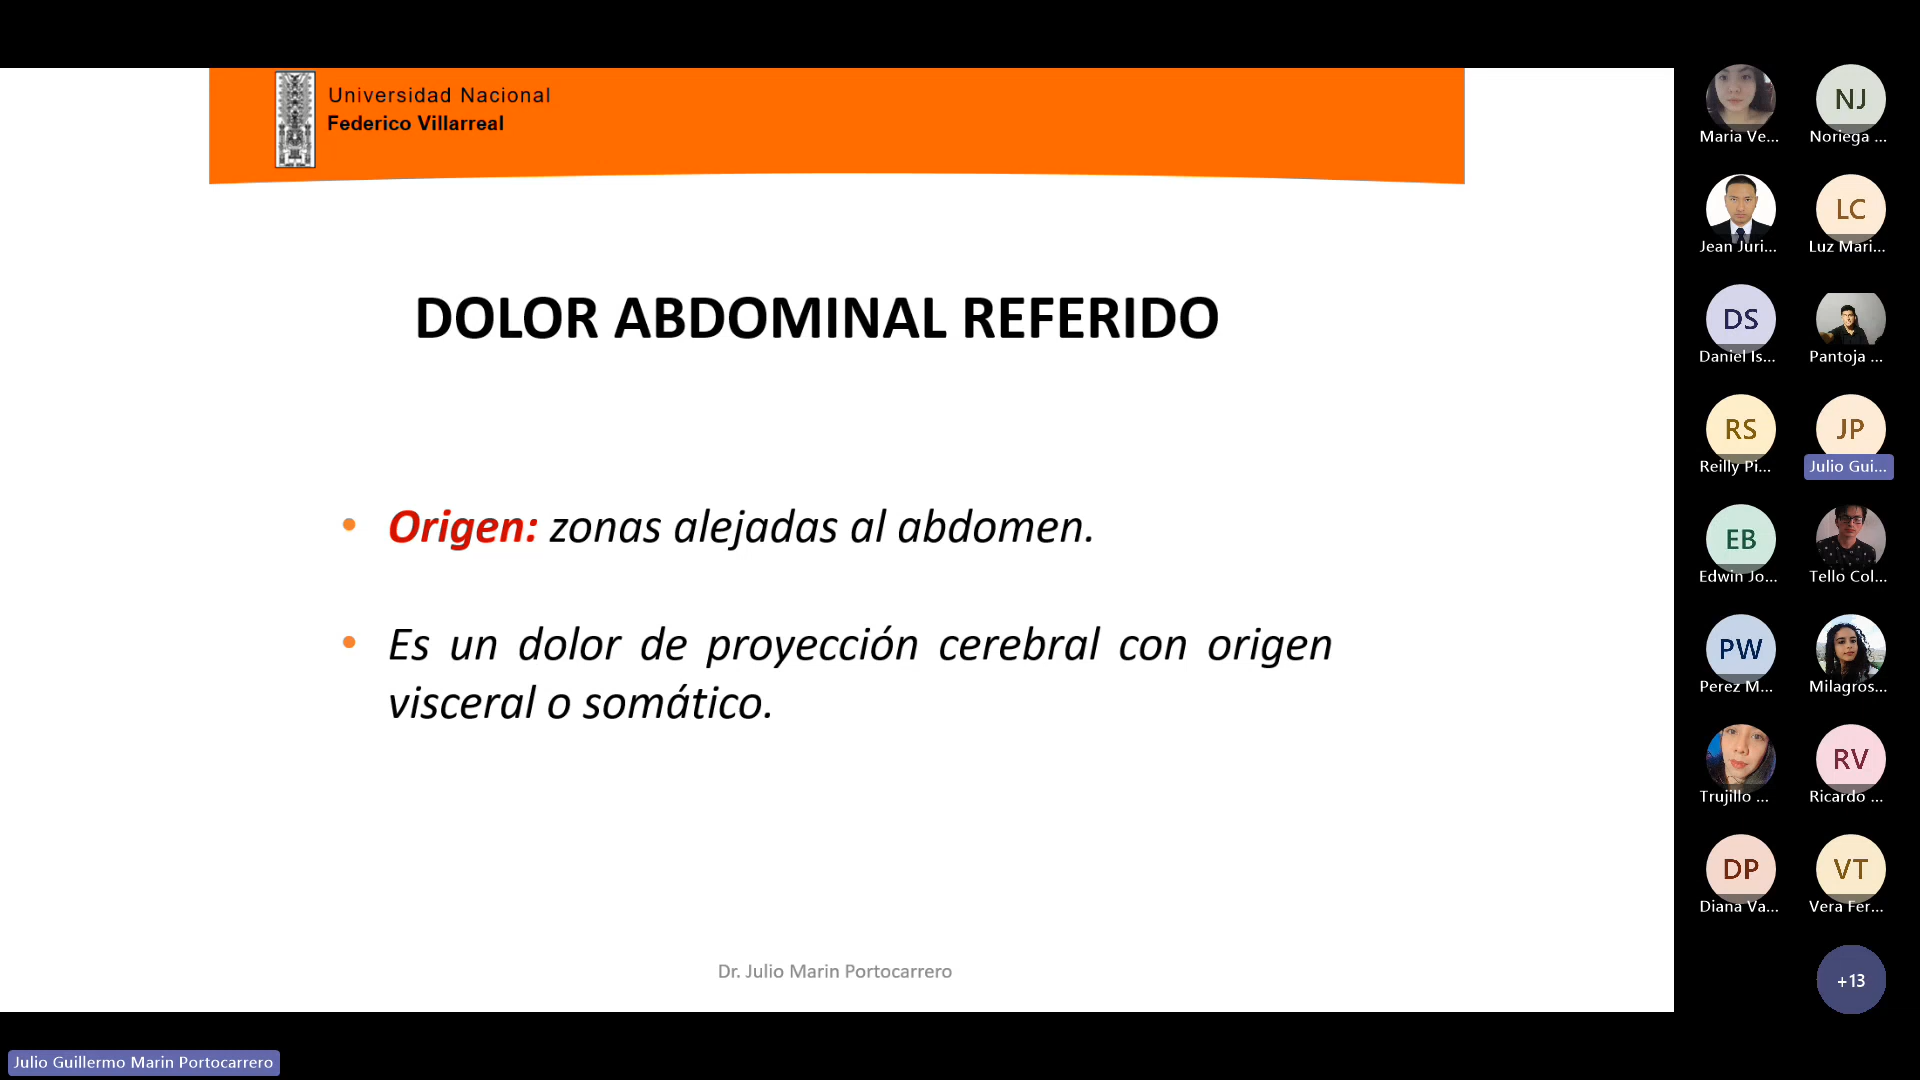 Universidad Nacional
Federico Villarreal
DOLOR ABDOMINAL REFERIDO
• Origen: zonas alejadas al abdomen.
• Es un dolor de proyección cerebral con origen
visceral o somático.
Dr. Julio Marin Portocarrero
Julio Guillermo Marin Portocarrero
Maria Ve...
NJ
Noriega ...
Jean Juri...
LC
Luz Mari...
DS
Daniel Is...
Pantoja ...
RS
Reilly Pi...
JP
Julio Gui...
EB
Edwin Jo...
Tello Col...
PW
Perez M...
Milagros...
Trujillo ...
RV
Ricardo ...
DP
Diana Va...
VT
Vera Fer...
+13